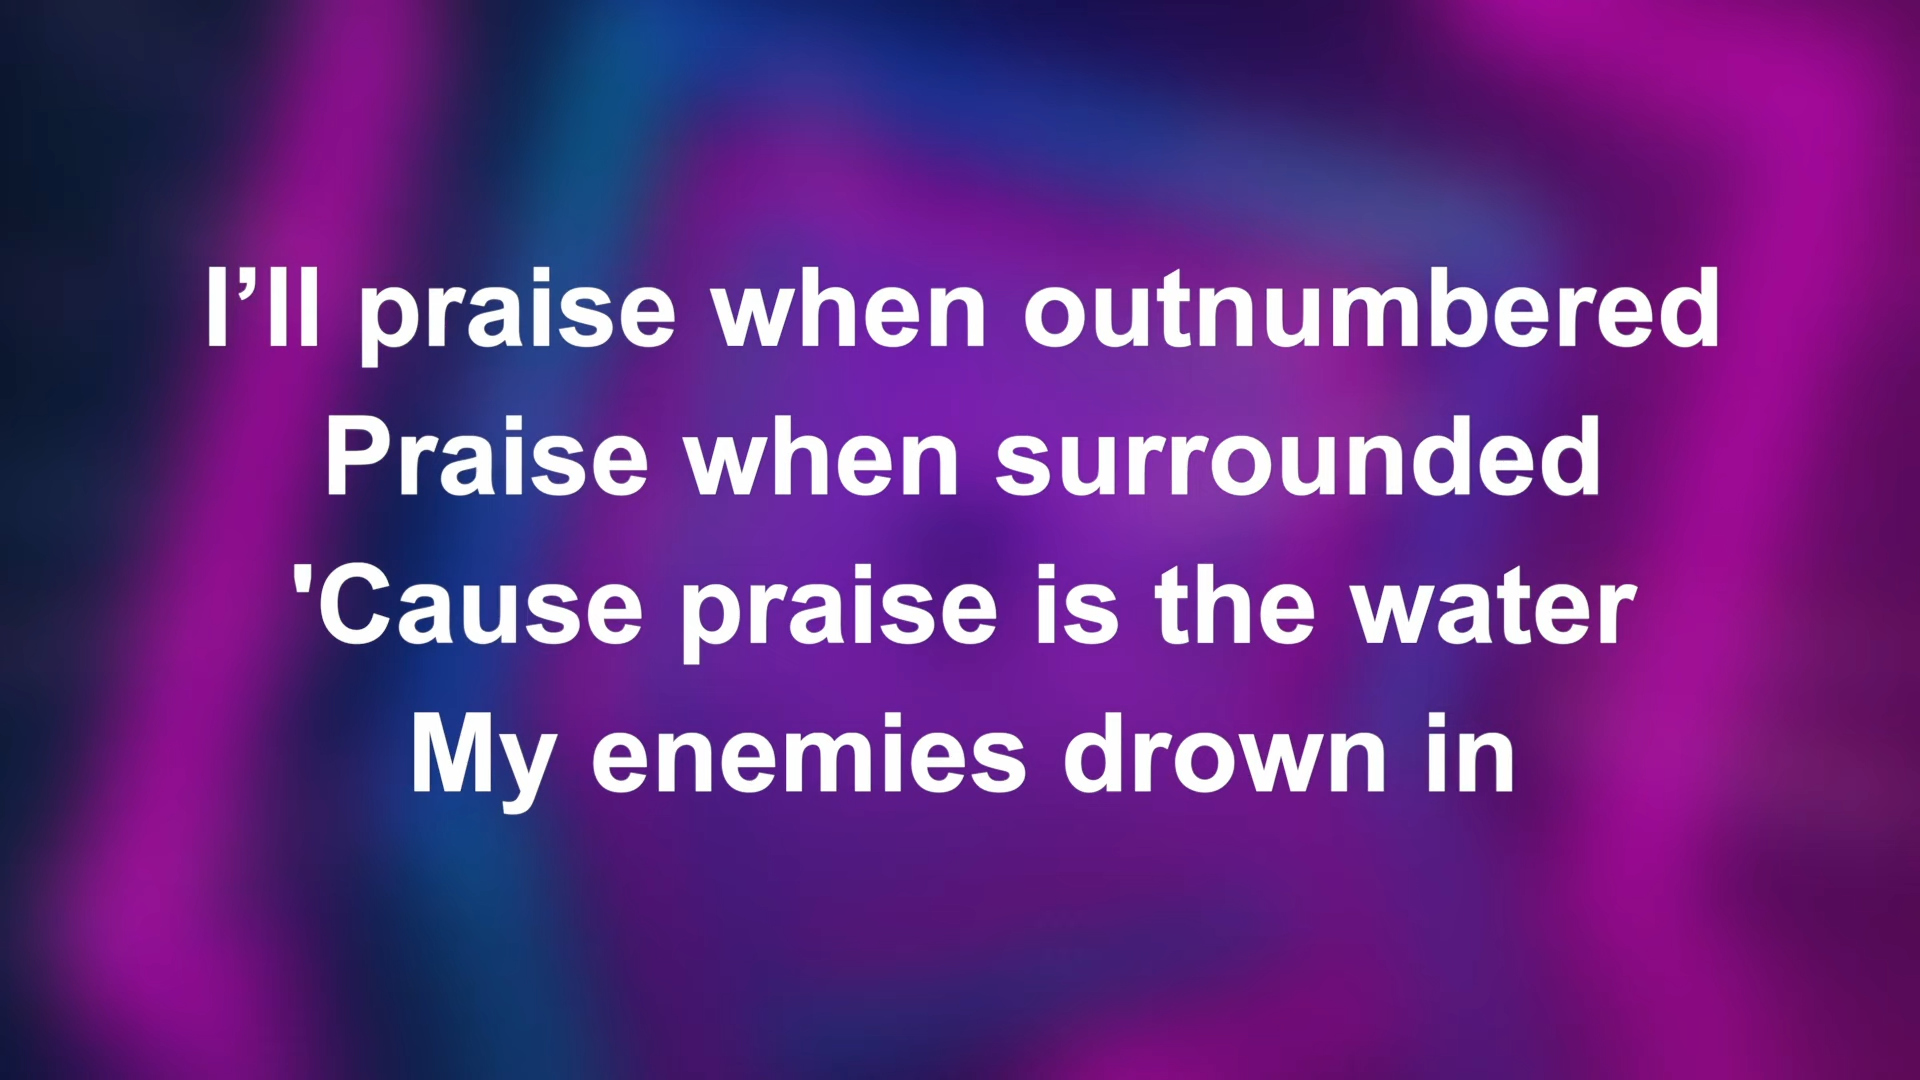 I’ll praise when outnumbered
Praise when surrounded
'Cause praise is the water
My enemies drown in